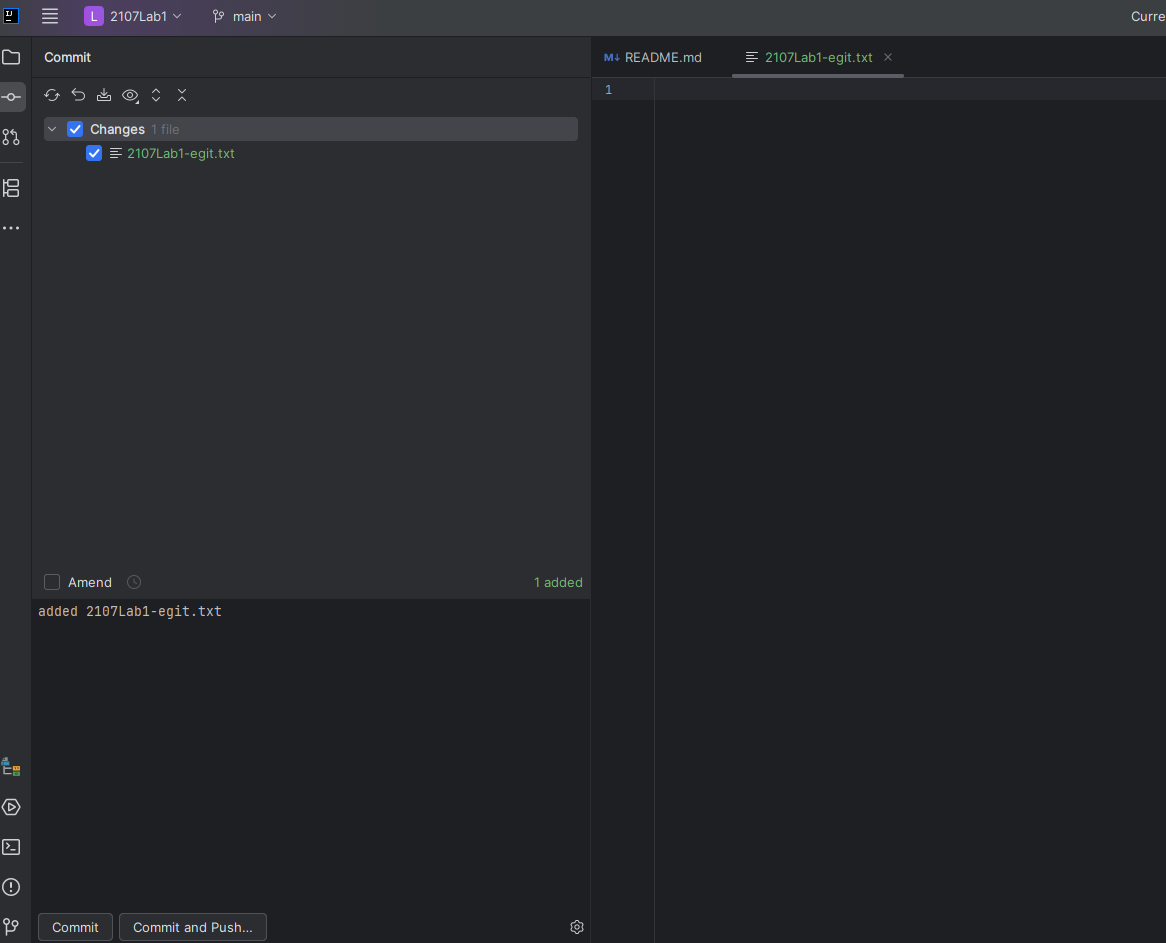 L 2107Lab1 main Curre
Commit
README.md 2107Lab1-egit.txt
1
Changes 1 file
2107Lab1-egit.txt
Amend 1 added
added 2107Lab1-egit.txt
Commit Commit and Push...